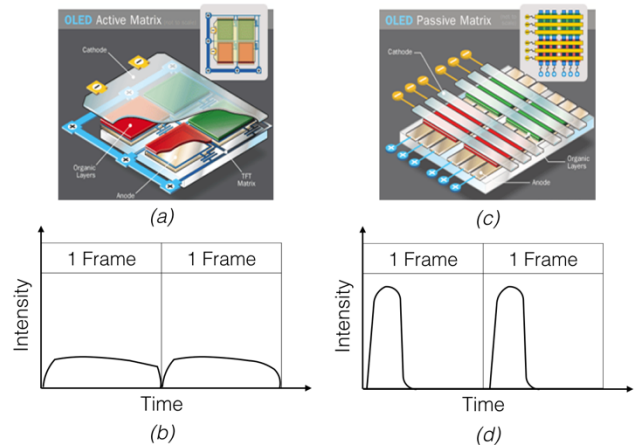 OLED Active Matrix
Cathode
Organic
Layers
Anode
TFT
Matrix
(a)
OLED Passive Matrix
Cathode
Organic
Layers
Anode
(c)
1 Frame
1 Frame
Intensity
Time
(b)
1 Frame
1 Frame
Intensity
Time
(d)